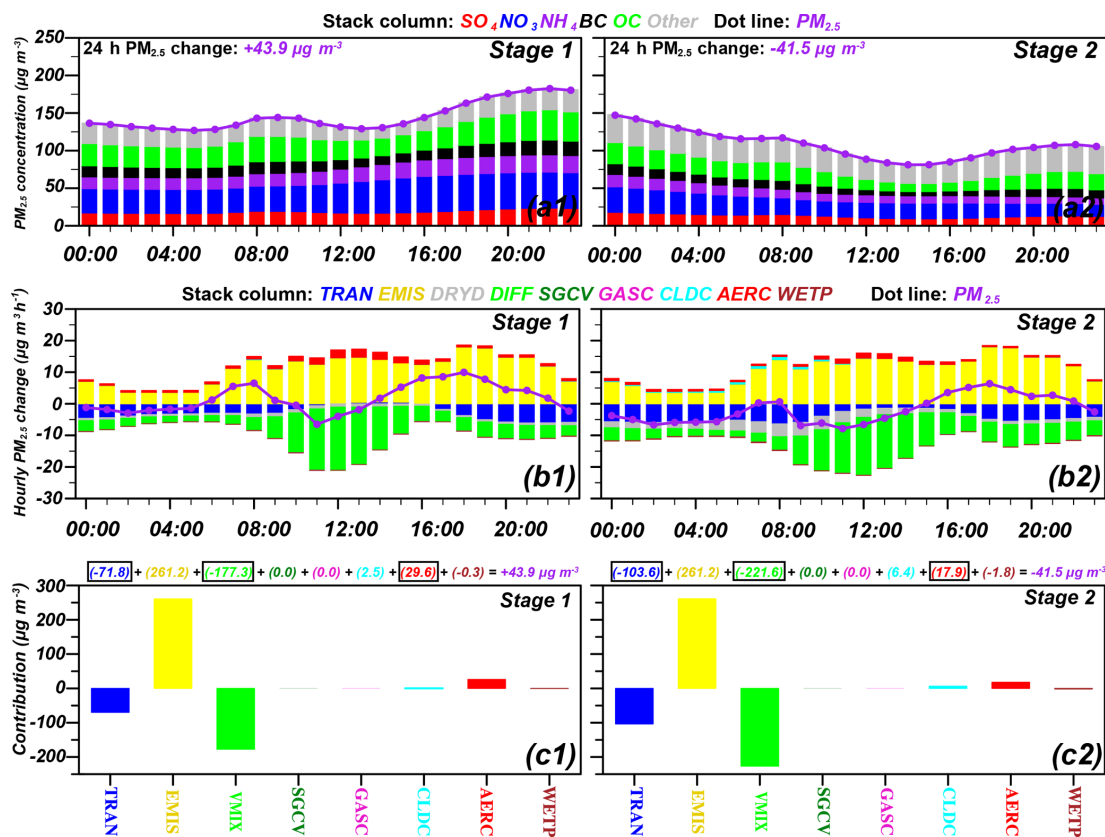 Stack column: SO₄ NO₃ NH₄ BC OC Other Dot line: PM₂.₅
PM₂.₅ concentration (µg m⁻³)
250
200
150
100
50
0
24 h PM₂.₅ change: +43.9 µg m⁻³
Stage 1
(a1)
00:00 04:00 08:00 12:00 16:00 20:00
24 h PM₂.₅ change: -41.5 µg m⁻³
Stage 2
(a2)
00:00 04:00 08:00 12:00 16:00 20:00
Stack column: TRAN EMIS DRYD DIFF SGCV GASC CLDC AERC WETP Dot line: PM₂.₅
Hourly PM₂.₅ change (µg m⁻³ h⁻¹)
30
20
10
0
-10
-20
-30
Stage 1
(b1)
00:00 04:00 08:00 12:00 16:00 20:00
Stage 2
(b2)
00:00 04:00 08:00 12:00 16:00 20:00
(-71.8) + (261.2) + (-177.3) + (0.0) + (0.0) + (2.5) + (29.6) + (-0.3) = +43.9 µg m⁻³
(-103.6) + (261.2) + (-221.6) + (0.0) + (0.0) + (6.4) + (17.9) + (-1.8) = -41.5 µg m⁻³
Contribution (µg m⁻³)
300
200
100
0
-100
-200
Stage 1
(c1)
TRAN EMIS VMIX SGCV GASC CLDC AERC WETP
Stage 2
(c2)
TRAN EMIS VMIX SGCV GASC CLDC AERC WETP